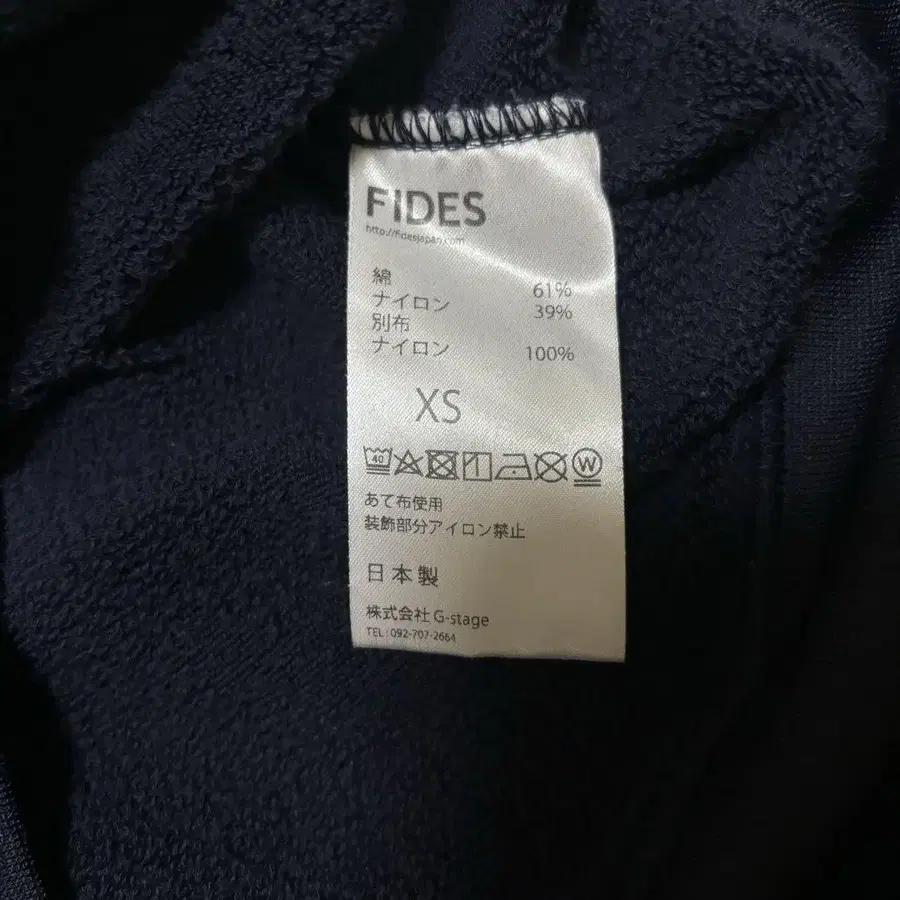 FIDES
http://fidesjapan.com
綿 61%
ナイロン 39%
別布
ナイロン 100%
XS
40 W
あて布使用
装飾部分アイロン禁止
日本製
株式会社 G-stage
TEL : 092-707-2664